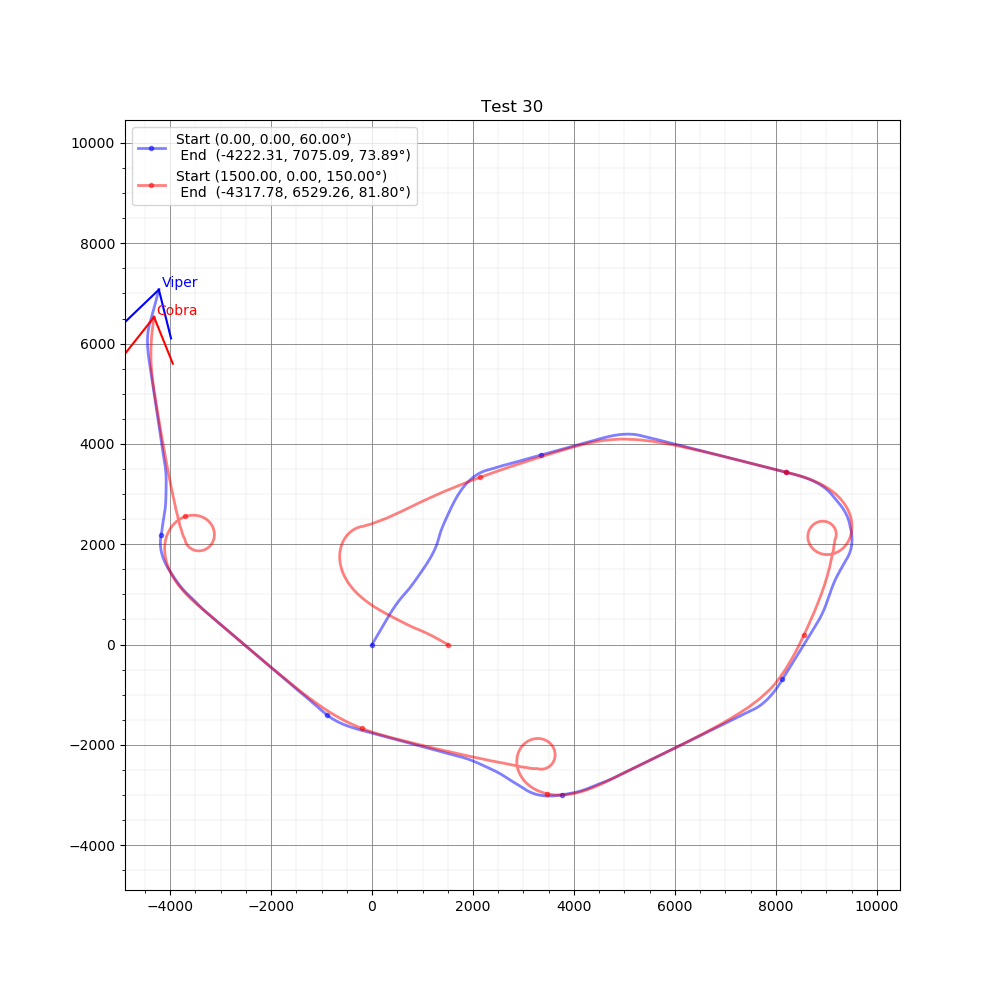 Test 30
Start (0.00, 0.00, 60.00°)
End  (-4222.31, 7075.09, 73.89°)
Start (1500.00, 0.00, 150.00°)
End  (-4317.78, 6529.26, 81.80°)
10000
8000
6000
4000
2000
0
−2000
−4000
Viper
Cobra
−4000 −2000 0 2000 4000 6000 8000 10000